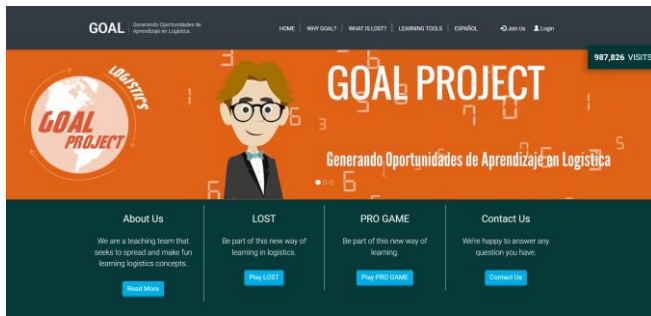 GOAL
Generando Oportunidades de
Aprendizaje en Logística
HOME
WHY GOAL?
WHAT IS LOST?
LEARNING TOOLS
ESPAÑOL
Join Us
Login
987,826 VISITS
LOGISTICS
GOAL
PROJECT
GOAL PROJECT
Generando Oportunidades de Aprendizaje en Logística
About Us
We are a teaching team that
seeks to spread and make fun
learning logistics concepts.
Read More
LOST
Be part of this new way of
learning in logistics.
Play LOST
PRO GAME
Be part of this new way of
learning.
Play PRO GAME
Contact Us
We're happy to answer any
question you have.
Contact Us